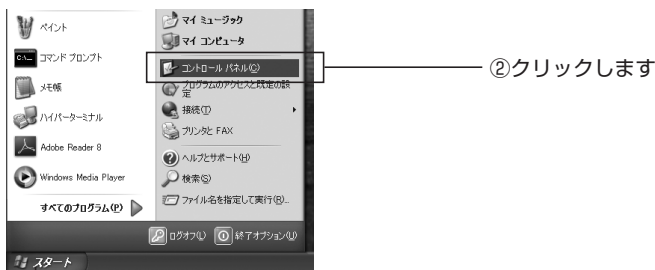 ペイント
コマンド プロンプト
メモ帳
ハイパーターミナル
Adobe Reader 8
Windows Media Player
すべてのプログラム(P)
マイ ミュージック
マイ コンピュータ
コントロール パネル(C)
プログラムのアクセスと既定の設
定
接続(T)
プリンタと FAX
ヘルプとサポート(H)
検索(S)
ファイル名を指定して実行(R)...
ログオフ(L)
終了オプション(U)
スタート
②クリックします